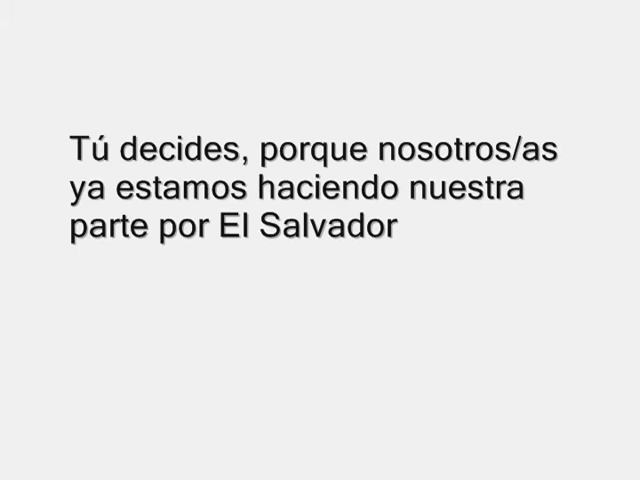 Tú decides, porque nosotros/as
ya estamos haciendo nuestra
parte por El Salvador